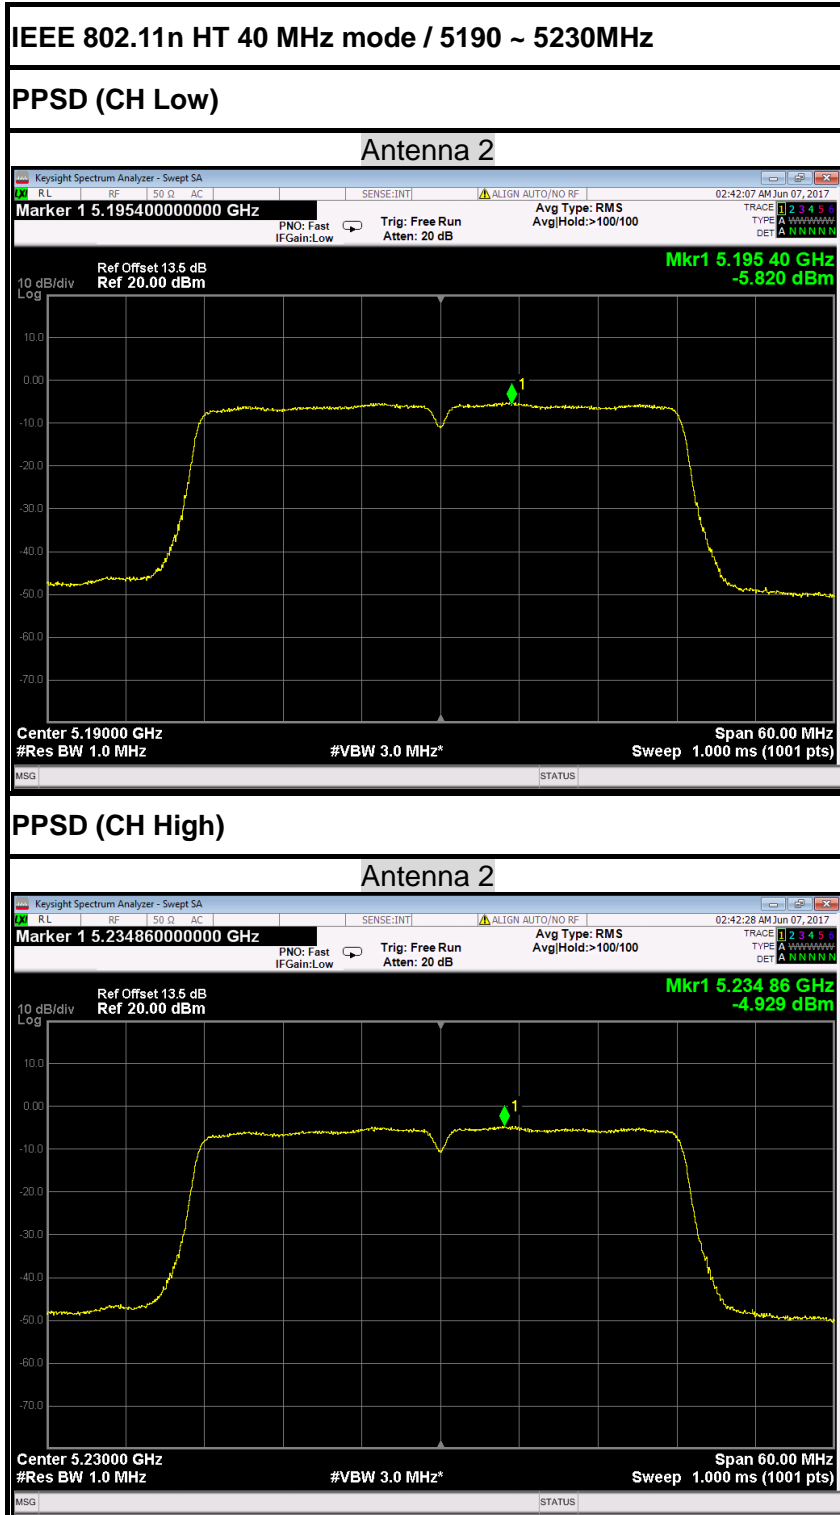 IEEE 802.11n HT 40 MHz mode / 5190 ~ 5230MHz
PPSD (CH Low)
Antenna 2
Keysight Spectrum Analyzer - Swept SA
LXI RL RF 50 Ω AC SENSE:INT ALIGN AUTO/NO RF 02:42:07 AM Jun 07, 2017
Marker 1 5.195400000000 GHz
PNO: Fast
IFGain:Low
Trig: Free Run
Atten: 20 dB
Avg Type: RMS
Avg|Hold:>100/100
TRACE 1 2 3 4 5 6
TYPE A WWWWW
DET A N N N N N
Mkr1 5.195 40 GHz
-5.820 dBm
Ref Offset 13.5 dB
10 dB/div Ref 20.00 dBm
Log
10.0
0.00
1
-10.0
-20.0
-30.0
-40.0
-50.0
-60.0
-70.0
Center 5.19000 GHz Span 60.00 MHz
#Res BW 1.0 MHz #VBW 3.0 MHz* Sweep 1.000 ms (1001 pts)
MSG STATUS
PPSD (CH High)
Antenna 2
Keysight Spectrum Analyzer - Swept SA
LXI RL RF 50 Ω AC SENSE:INT ALIGN AUTO/NO RF 02:42:28 AM Jun 07, 2017
Marker 1 5.234860000000 GHz
PNO: Fast
IFGain:Low
Trig: Free Run
Atten: 20 dB
Avg Type: RMS
Avg|Hold:>100/100
TRACE 1 2 3 4 5 6
TYPE A WWWWW
DET A N N N N N
Mkr1 5.234 86 GHz
-4.929 dBm
Ref Offset 13.5 dB
10 dB/div Ref 20.00 dBm
Log
10.0
0.00
1
-10.0
-20.0
-30.0
-40.0
-50.0
-60.0
-70.0
Center 5.23000 GHz Span 60.00 MHz
#Res BW 1.0 MHz #VBW 3.0 MHz* Sweep 1.000 ms (1001 pts)
MSG STATUS